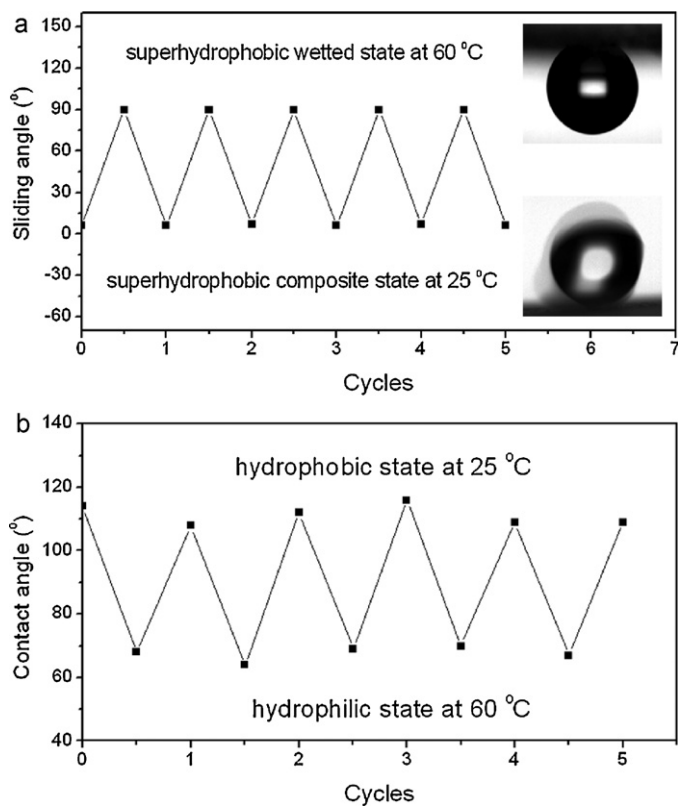 a
150
superhydrophobic wetted state at 60 °C
120
90
60
30
0
-30
-60
superhydrophobic composite state at 25 °C
Sliding angle (°)
0 1 2 3 4 5 6 7
Cycles
b
140
hydrophobic state at 25 °C
120
100
80
60
40
hydrophilic state at 60 °C
Contact angle (°)
0 1 2 3 4 5
Cycles